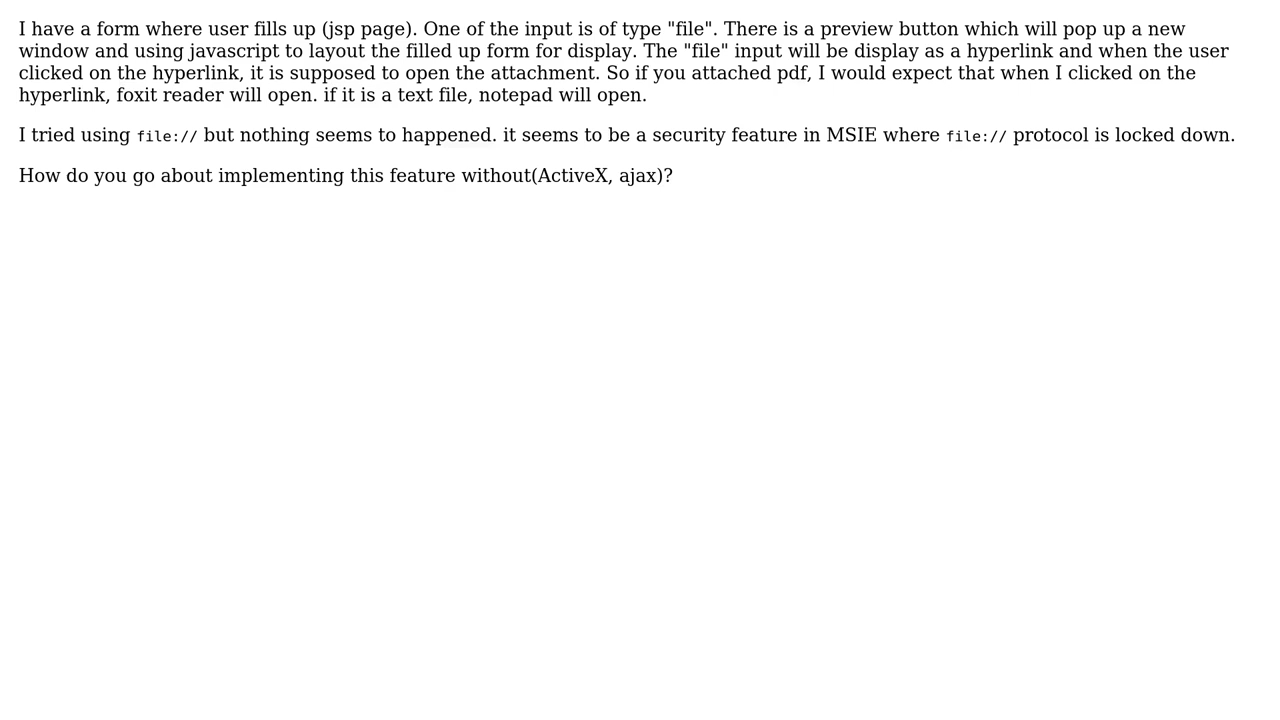 I have a form where user fills up (jsp page). One of the input is of type "file". There is a preview button which will pop up a new
window and using javascript to layout the filled up form for display. The "file" input will be display as a hyperlink and when the user
clicked on the hyperlink, it is supposed to open the attachment. So if you attached pdf, I would expect that when I clicked on the
hyperlink, foxit reader will open. if it is a text file, notepad will open.
I tried using file:// but nothing seems to happened. it seems to be a security feature in MSIE where file:// protocol is locked down.
How do you go about implementing this feature without(ActiveX, ajax)?